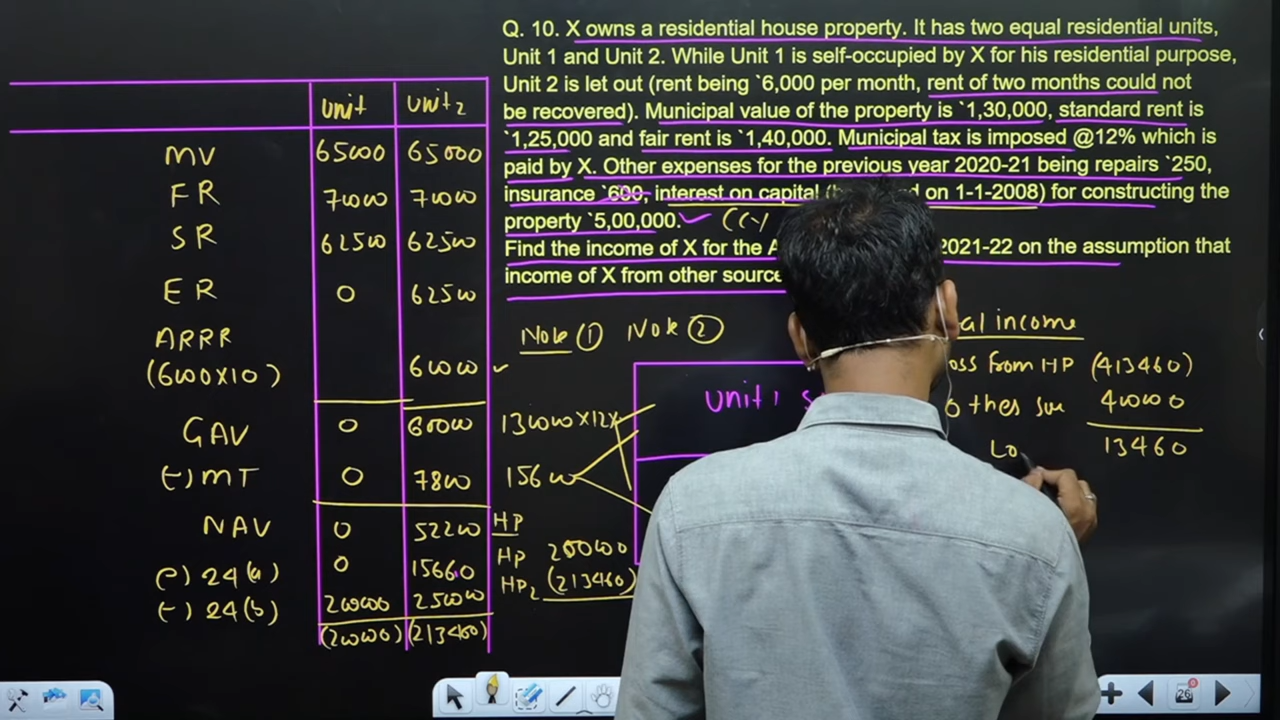 Q. 10. X owns a residential house property. It has two equal residential units,
Unit 1 and Unit 2. While Unit 1 is self-occupied by X for his residential purpose,
Unit 2 is let out (rent being `6,000 per month, rent of two months could not
be recovered). Municipal value of the property is `1,30,000, standard rent is
`1,25,000 and fair rent is `1,40,000. Municipal tax is imposed @12% which is
paid by X. Other expenses for the previous year 2020-21 being repairs `250,
insurance `600, interest on capital (b d on 1-1-2008) for constructing the
property `5,00,000.
Find the income of X for the A 2021-22 on the assumption that
income of X from other source
unit unit 2
MV 65000 65000
FR 70000 70000
SR 62500 62500
ER 0 62500
ARRR
(6000x10) 60000
GAV 0 60000
(-) MT 0 7800
NAV 0 52200
(-) 24(a) 0 15660
(-) 24(b) 200000 250000
(200000) (213460)
Note ① Note ②
130000x12%
15600
HP
HP 200000
HP2 (213460)
unit 1 s
al income
oss from HP (413460)
other sou 400000
Lo 13460
26